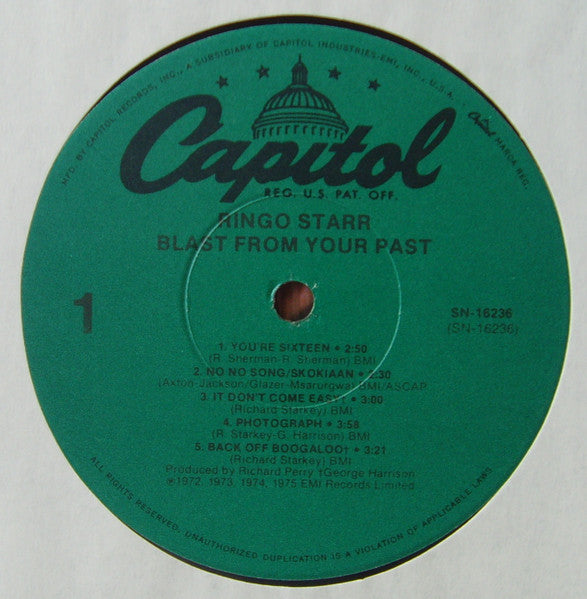 MFD. BY CAPITOL RECORDS, INC., A SUBSIDIARY OF CAPITOL INDUSTRIES-EMI, INC., U.S.A. • Capitol MARCA REG.
Capitol
REG. U.S. PAT. OFF.
RINGO STARR
BLAST FROM YOUR PAST
1
SN-16236
(SN-16236)
1. YOU'RE SIXTEEN • 2:50
(R. Sherman-R. Sherman) BMI
2. NO NO SONG/SKOKIAAN • 2:30
(Axton-Jackson/Glazer-Msarurgwa) BMI/ASCAP
3. IT DON'T COME EASY† • 3:00
(Richard Starkey) BMI
4. PHOTOGRAPH • 3:58
(R. Starkey-G. Harrison) BMI
5. BACK OFF BOOGALOO† • 3:21
(Richard Starkey) BMI
Produced by Richard Perry †George Harrison
℗1972, 1973, 1974, 1975 EMI Records Limited
ALL RIGHTS RESERVED. UNAUTHORIZED DUPLICATION IS A VIOLATION OF APPLICABLE LAWS